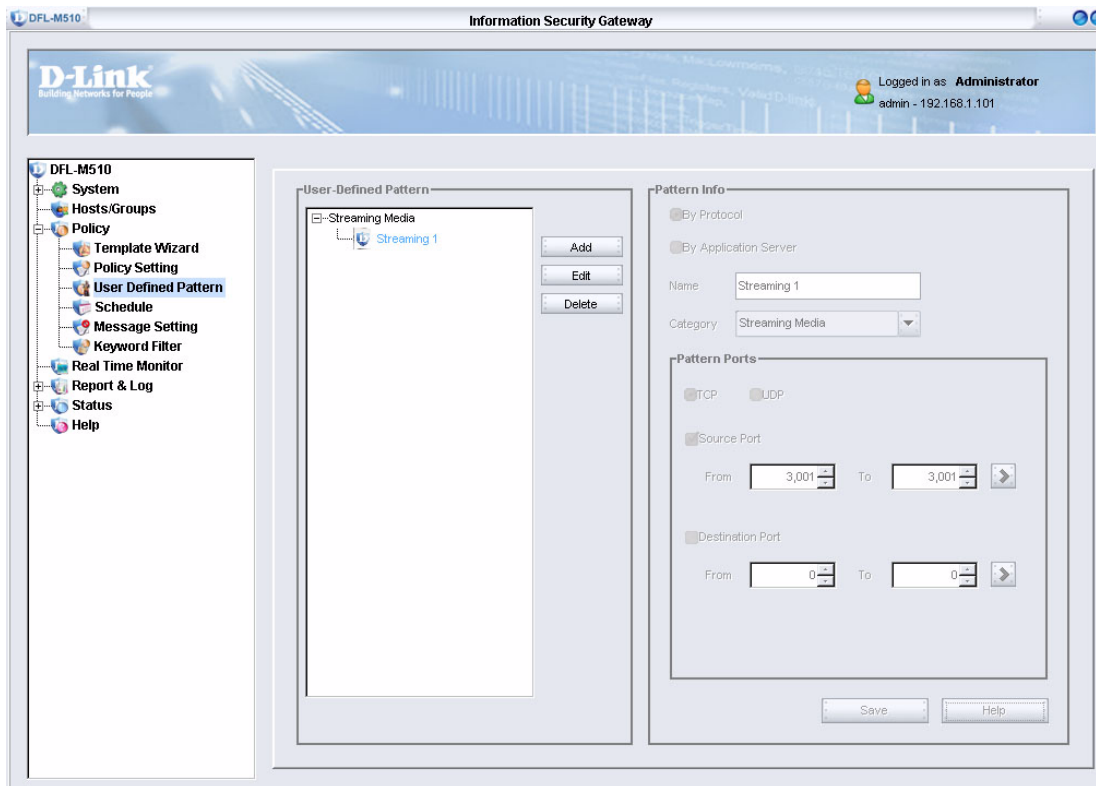 DFL-M510
Information Security Gateway
D-Link
Building Networks for People
Logged in as Administrator
admin - 192.168.1.101
DFL-M510
System
Hosts/Groups
Policy
Template Wizard
Policy Setting
User Defined Pattern
Schedule
Message Setting
Keyword Filter
Real Time Monitor
Report & Log
Status
Help
User-Defined Pattern
Streaming Media
Streaming 1
Add
Edit
Delete
Pattern Info
By Protocol
By Application Server
Name Streaming 1
Category Streaming Media
Pattern Ports
TCP UDP
Source Port
From 3,001 To 3,001
Destination Port
From 0 To 0
Save Help